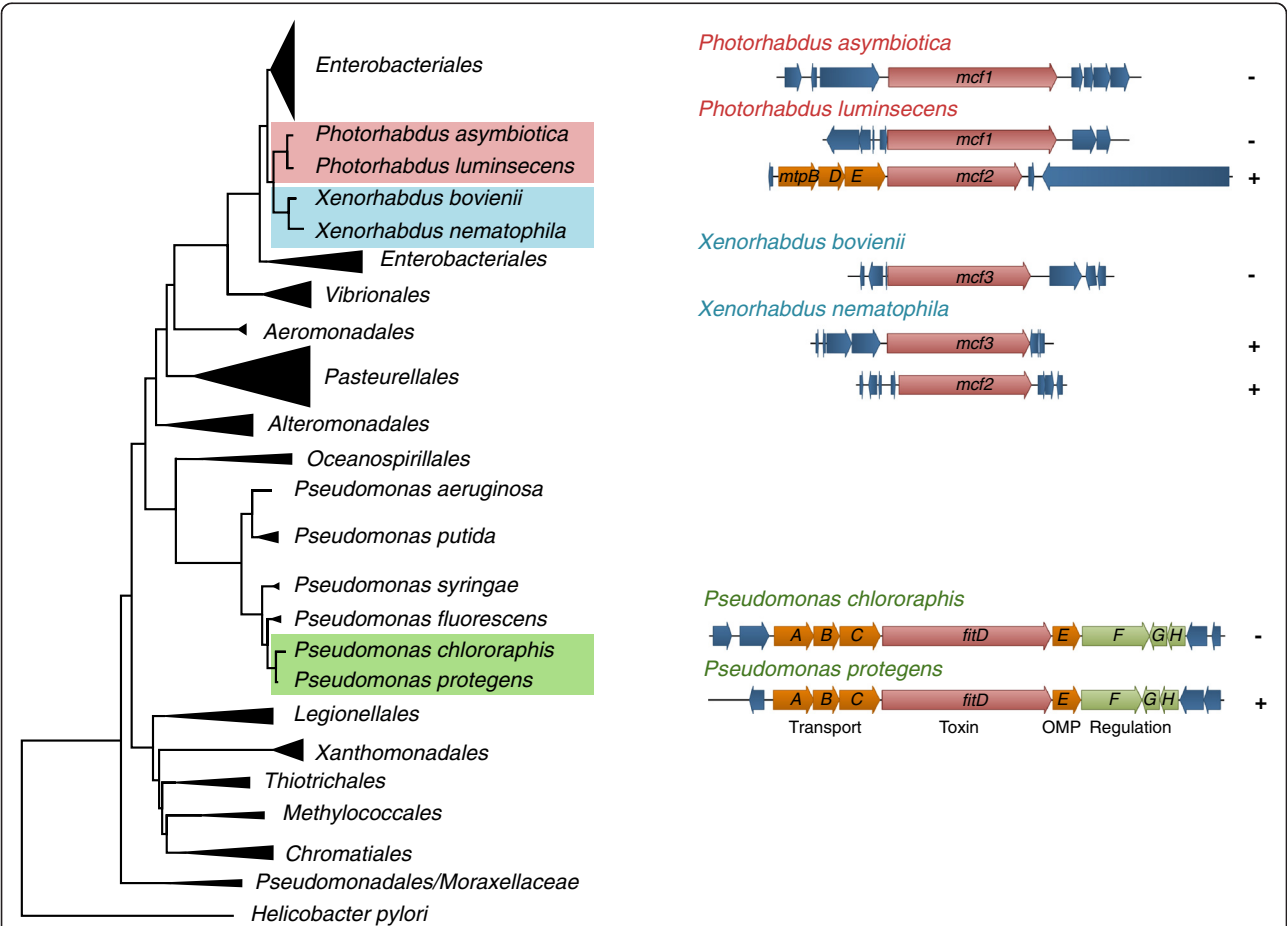 Enterobacteriales
Photorhabdus asymbiotica
Photorhabdus luminsecens
Xenorhabdus bovienii
Xenorhabdus nematophila
Enterobacteriales
Vibrionales
Aeromonadales
Pasteurellales
Alteromonadales
Oceanospirillales
Pseudomonas aeruginosa
Pseudomonas putida
Pseudomonas syringae
Pseudomonas fluorescens
Pseudomonas chlororaphis
Pseudomonas protegens
Legionellales
Xanthomonadales
Thiotrichales
Methylococcales
Chromatiales
Pseudomonadales/Moraxellaceae
Helicobacter pylori
Photorhabdus asymbiotica
mcf1 -
Photorhabdus luminsecens
mcf1 -
mtpB D E mcf2 +
Xenorhabdus bovienii
mcf3 -
Xenorhabdus nematophila
mcf3 +
mcf2 +
Pseudomonas chlororaphis
A B C fitD E F G H -
Pseudomonas protegens
A B C fitD E F G H +
Transport Toxin OMP Regulation